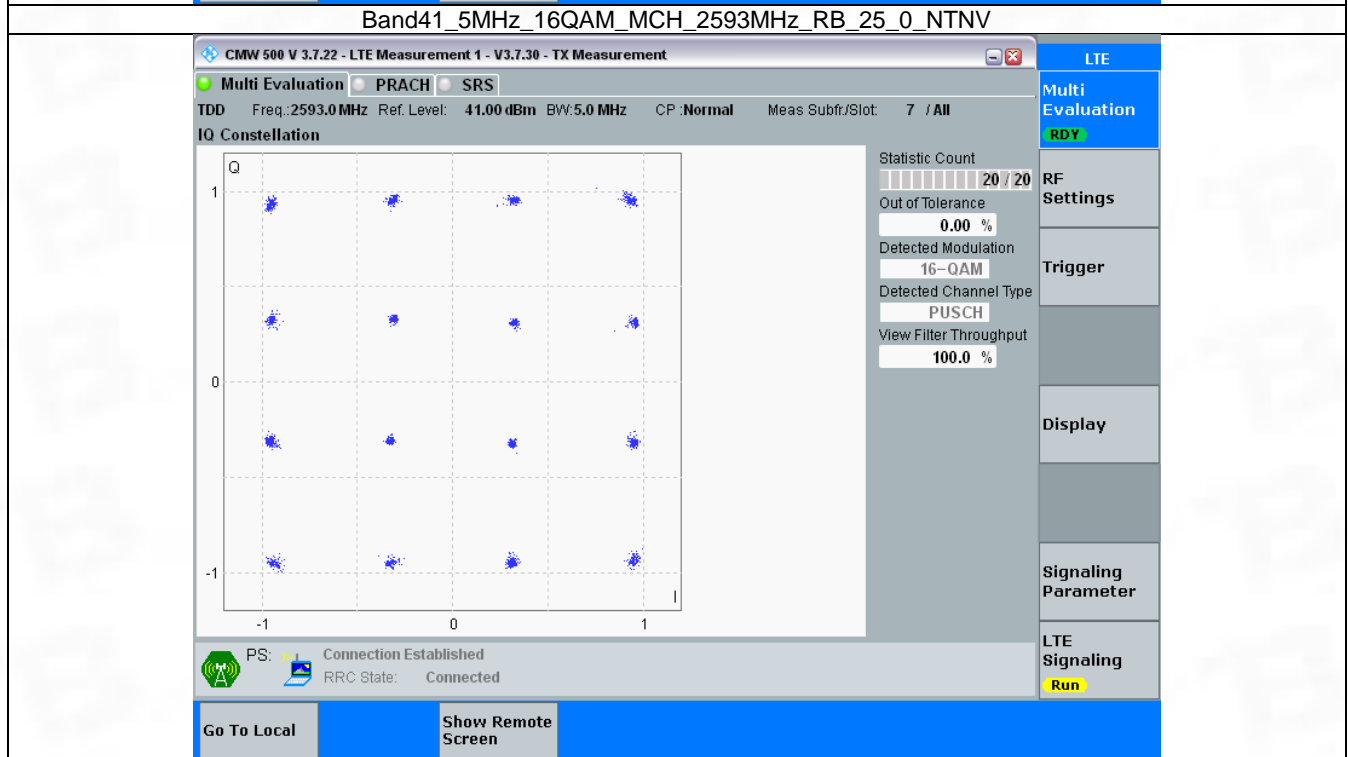 Band41_5MHz_16QAM_MCH_2593MHz_RB_25_0_NTNV
CMW 500 V 3.7.22 - LTE Measurement 1 - V3.7.30 - TX Measurement
LTE
Multi Evaluation PRACH SRS
Multi
Evaluation
RDY
TDD Freq.:2593.0 MHz Ref. Level: 41.00 dBm BW:5.0 MHz CP :Normal Meas Subfr./Slot: 7 / All
IQ Constellation
Q
1
0
-1
-1 0 1
I
Statistic Count
20 / 20
Out of Tolerance
0.00 %
Detected Modulation
16-QAM
Detected Channel Type
PUSCH
View Filter Throughput
100.0 %
RF
Settings
Trigger
Display
Signaling
Parameter
LTE
Signaling
Run
PS: Connection Established
RRC State: Connected
Go To Local
Show Remote
Screen